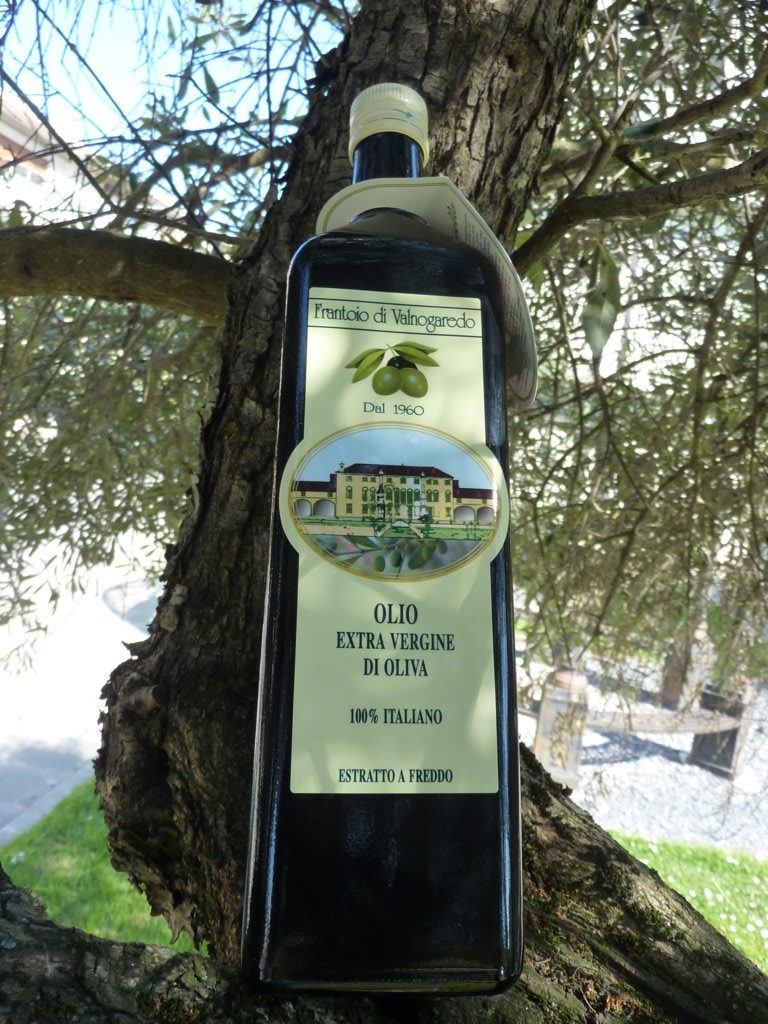 Frantoio di Valnogaredo
Dal 1960
OLIO
EXTRA VERGINE
DI OLIVA
100% ITALIANO
ESTRATTO A FREDDO